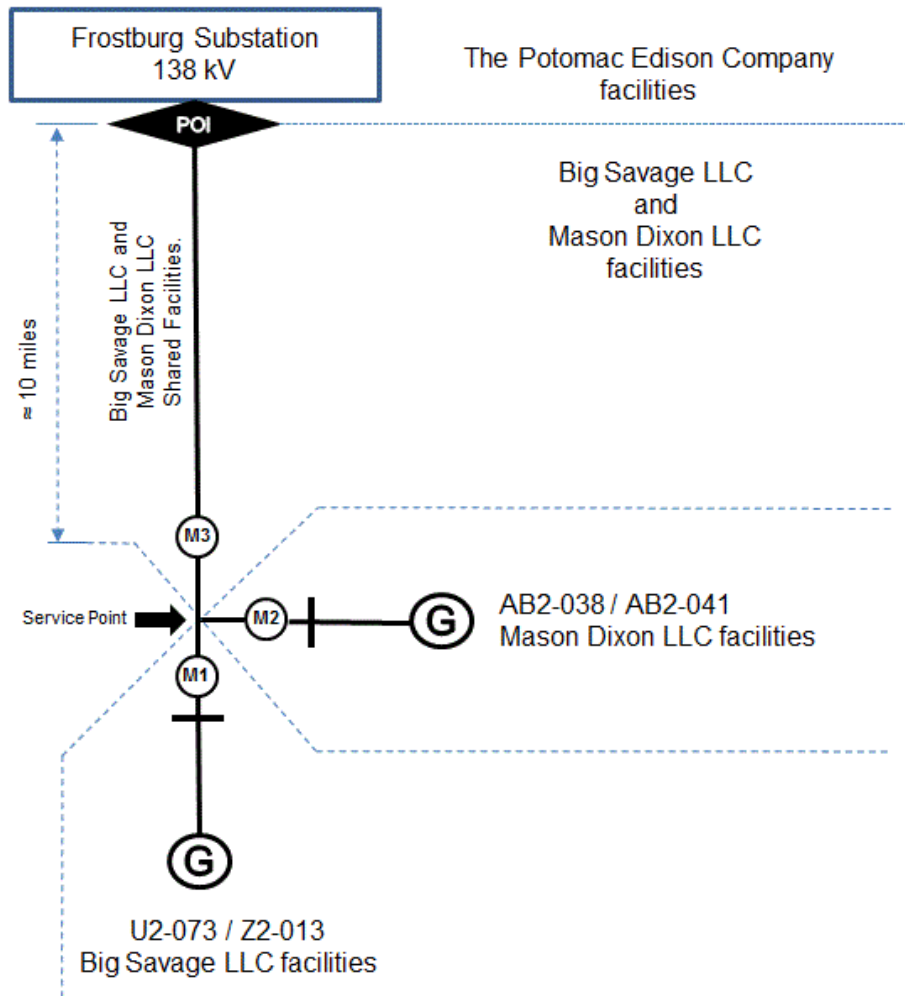 Frostburg Substation
138 kV
The Potomac Edison Company
facilities
POI
Big Savage LLC
and
Mason Dixon LLC
facilities
Big Savage LLC and
Mason Dixon LLC
Shared Facilities.
≈ 10 miles
M3
Service Point
M2
G
AB2-038 / AB2-041
Mason Dixon LLC facilities
M1
G
U2-073 / Z2-013
Big Savage LLC facilities